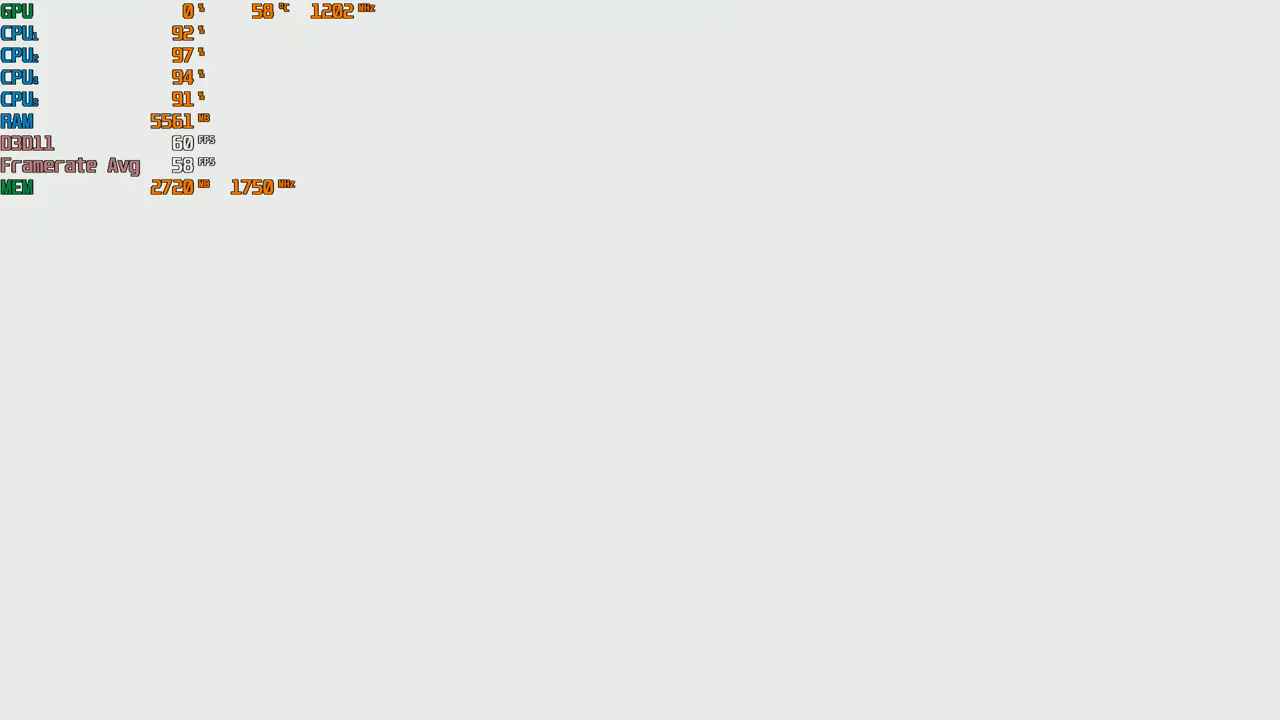 GPU 0 % 58 °C 1202 MHz
CPU1 92 %
CPU2 97 %
CPU4 94 %
CPU3 91 %
RAM 5561 MB
D3D11 60 FPS
Framerate Avg 58 FPS
MEM 2720 MB 1750 MHz